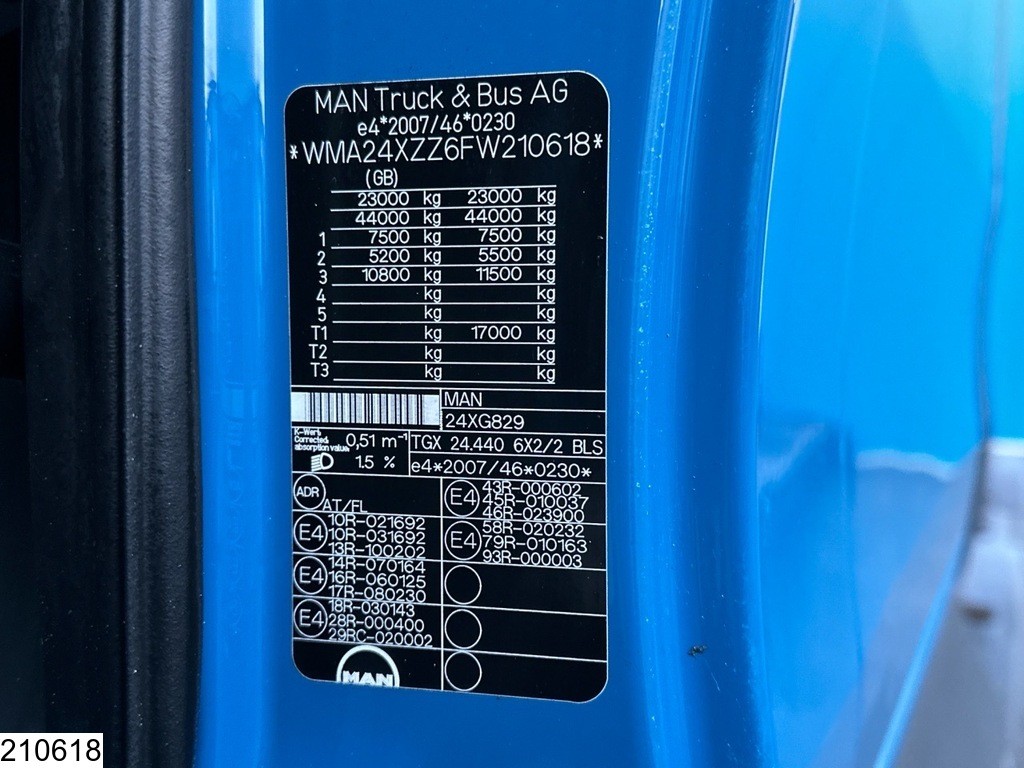 MAN Truck & Bus AG
e4*2007/46*0230
*WMA24XZZ6FW210618*
(GB)
23000 kg 23000 kg
44000 kg 44000 kg
1 7500 kg 7500 kg
2 5200 kg 5500 kg
3 10800 kg 11500 kg
4 kg kg
5 kg kg
T1 kg 17000 kg
T2 kg kg
T3 kg kg
MAN
24XG829
K-Wert
Corrected
absorption value
0,51 m⁻¹
1.5 %
TGX 24.440 6X2/2 BLS
e4*2007/46*0230*
ADR
AT/FL
E4
10R-021692
10R-031692
13R-100202
E4
14R-070164
16R-060125
17R-080230
E4
18R-030143
28R-000400
29RC-020002
E4
43R-000602
45R-010037
46R-023900
E4
58R-020232
79R-010163
93R-000003
MAN
210618